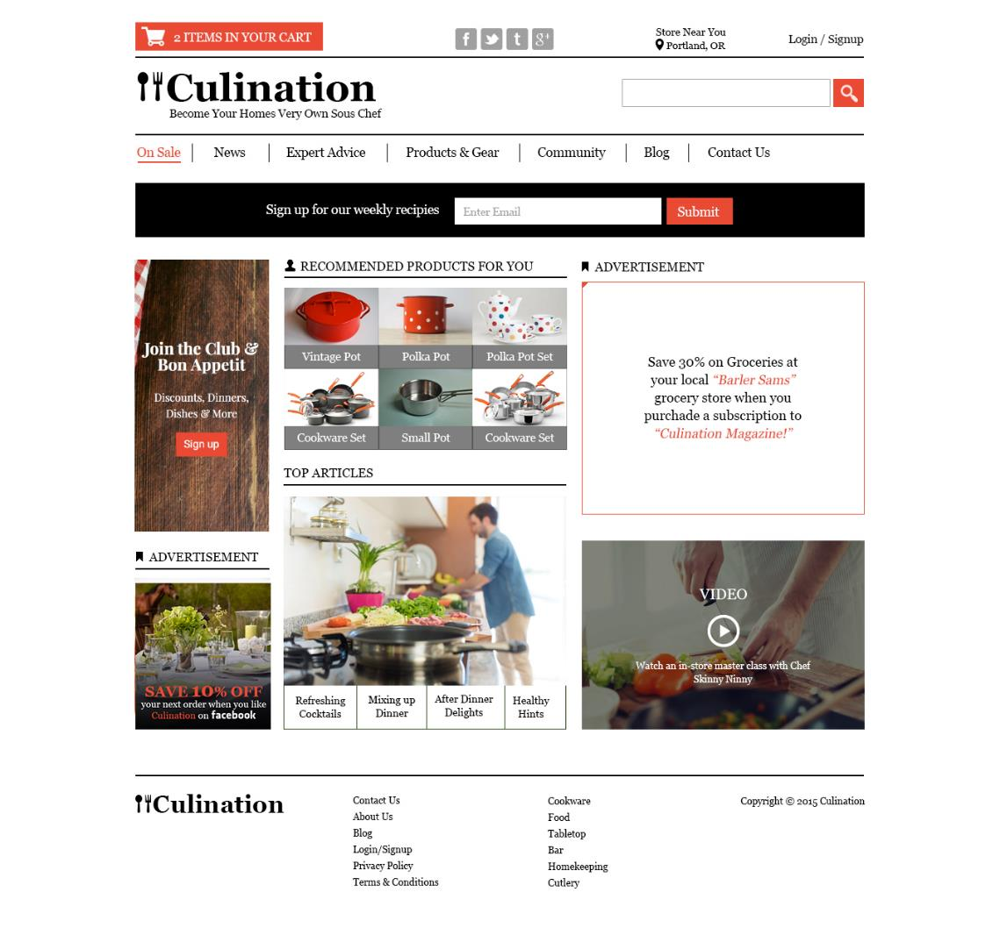 2 ITEMS IN YOUR CART
f
t
g+
Store Near You
Portland, OR
Login / Signup
Culination
Become Your Homes Very Own Sous Chef
On Sale
News
Expert Advice
Products & Gear
Community
Blog
Contact Us
Sign up for our weekly recipies
Enter Email
Submit
Join the Club &
Bon Appetit
Discounts, Dinners,
Dishes & More
Sign up
ADVERTISEMENT
SAVE 10% OFF
your next order when you like
Culination on facebook
RECOMMENDED PRODUCTS FOR YOU
Vintage Pot
Polka Pot
Polka Pot Set
Cookware Set
Small Pot
Cookware Set
TOP ARTICLES
Refreshing
Cocktails
Mixing up
Dinner
After Dinner
Delights
Healthy
Hints
ADVERTISEMENT
Save 30% on Groceries at
your local “Barler Sams”
grocery store when you
purchade a subscription to
“Culination Magazine!”
VIDEO
Watch an in-store master class with Chef
Skinny Ninny
Culination
Contact Us
About Us
Blog
Login/Signup
Privacy Policy
Terms & Conditions
Cookware
Food
Tabletop
Bar
Homekeeping
Cutlery
Copyright © 2015 Culination